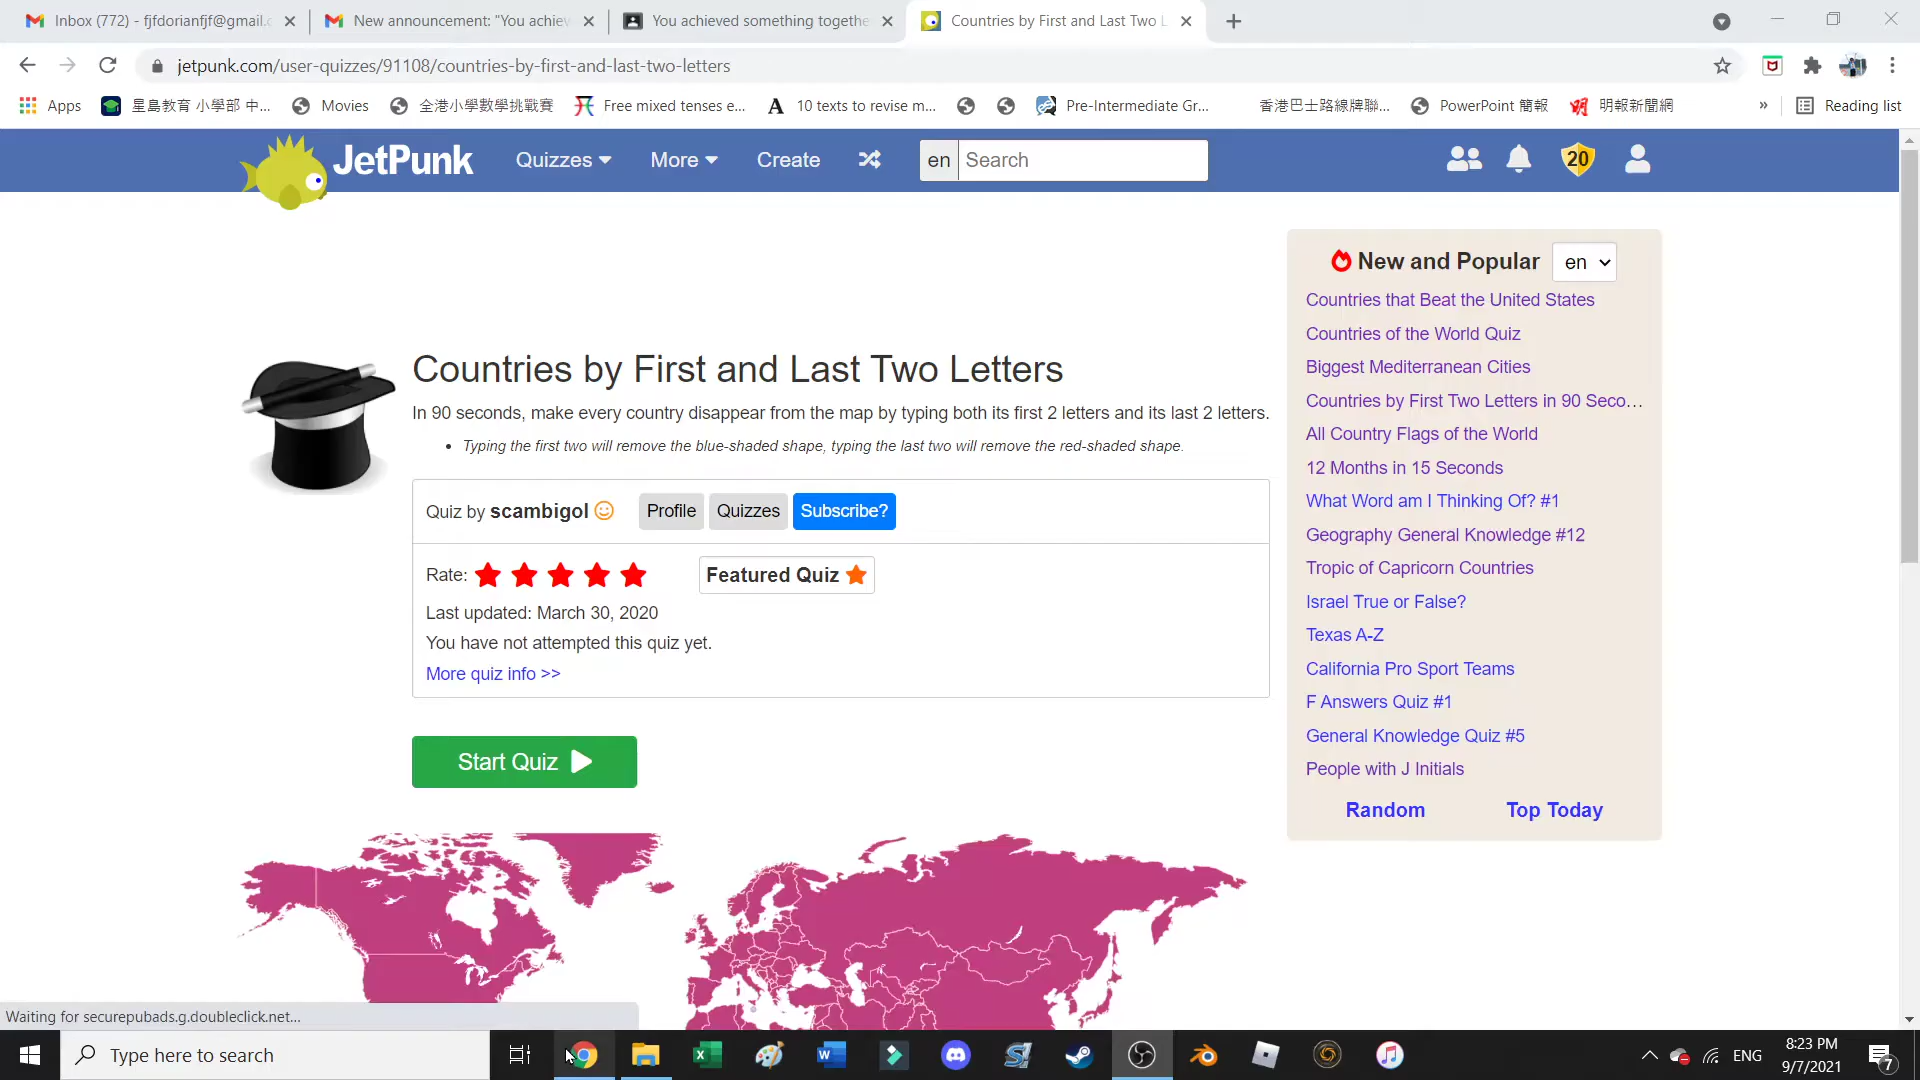 Inbox (772) - fjfdorianfjf@gmail.c
New announcement: "You achiev
You achieved something togethe
Countries by First and Last Two L
jetpunk.com/user-quizzes/91108/countries-by-first-and-last-two-letters
Apps
星島教育 小學部 中...
Movies
全港小學數學挑戰賽
Free mixed tenses e...
10 texts to revise m...
Pre-Intermediate Gr...
香港巴士路線牌聯...
PowerPoint 簡報
明報新聞網
»
Reading list
JetPunk
Quizzes
More
Create
en
Search
20
Countries by First and Last Two Letters
In 90 seconds, make every country disappear from the map by typing both its first 2 letters and its last 2 letters.
• Typing the first two will remove the blue-shaded shape, typing the last two will remove the red-shaded shape.
Quiz by scambigol
Profile
Quizzes
Subscribe?
Rate:
Featured Quiz
Last updated: March 30, 2020
You have not attempted this quiz yet.
More quiz info >>
Start Quiz
New and Popular
en
Countries that Beat the United States
Countries of the World Quiz
Biggest Mediterranean Cities
Countries by First Two Letters in 90 Seco...
All Country Flags of the World
12 Months in 15 Seconds
What Word am I Thinking Of? #1
Geography General Knowledge #12
Tropic of Capricorn Countries
Israel True or False?
Texas A-Z
California Pro Sport Teams
F Answers Quiz #1
General Knowledge Quiz #5
People with J Initials
Random
Top Today
Waiting for securepubads.g.doubleclick.net...
Type here to search
ENG
8:23 PM
9/7/2021
7